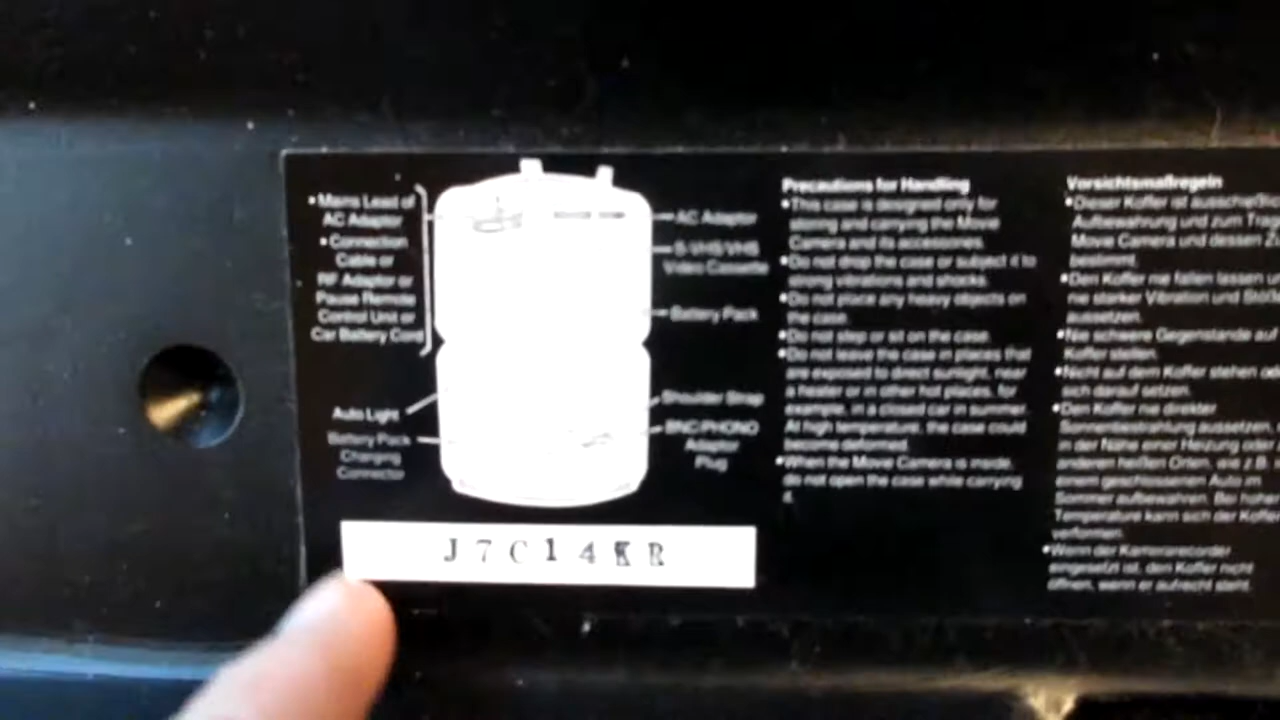 • Mains Lead of
AC Adaptor
• Connection
Cable or
RF Adaptor or
Pause Remote
Control Unit or
Car Battery Cord
Auto Light
Battery Pack
Charging
Connector
AC Adaptor
S-VHS/VHS
Video Cassette
Battery Pack
Shoulder Strap
BNC/PHONO
Adaptor
Plug
J7C14KR
Precautions for Handling
•This case is designed only for
storing and carrying the Movie
Camera and its accessories.
•Do not drop the case or subject it to
strong vibrations and shocks.
•Do not place any heavy objects on
the case.
•Do not step or sit on the case.
•Do not leave the case in places that
are exposed to direct sunlight, near
a heater or in other hot places, for
example, in a closed car in summer.
At high temperature, the case could
become deformed.
•When the Movie Camera is inside,
do not open the case while carrying
it.
Vorsichtsmaßregeln
•Dieser Koffer ist
Aufbewahrung und zum
Movie Camera und dessen
bestimmt.
•Den Koffer nie fallen lassen
nie starker Vibration und
aussetzen.
•Nie schwere Gegenstande auf
Koffer stellen.
•Nicht auf dem Koffer stehen
sich darauf setzen.
•Den Koffer nie direkter
Sonnenbestrahlung aussetzen,
in der Nähe einer Heizung
anderen heißen Orten, wie z.B.
einem geschlossenen Auto im
Sommer aufbewahren. Bei
Temperature kann sich der
verformen.
•Wenn der Kamerarecorder
eingesetzt ist, den Koffer nicht
öffnen, wenn er aufrecht steht.